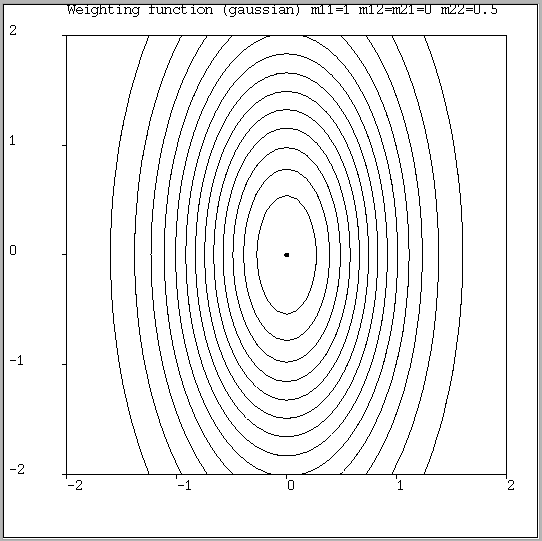 Weighting function (gaussian) m11=1 m12=m21=0 m22=0.5
2
1
0
-1
-2
-2 -1 0 1 2